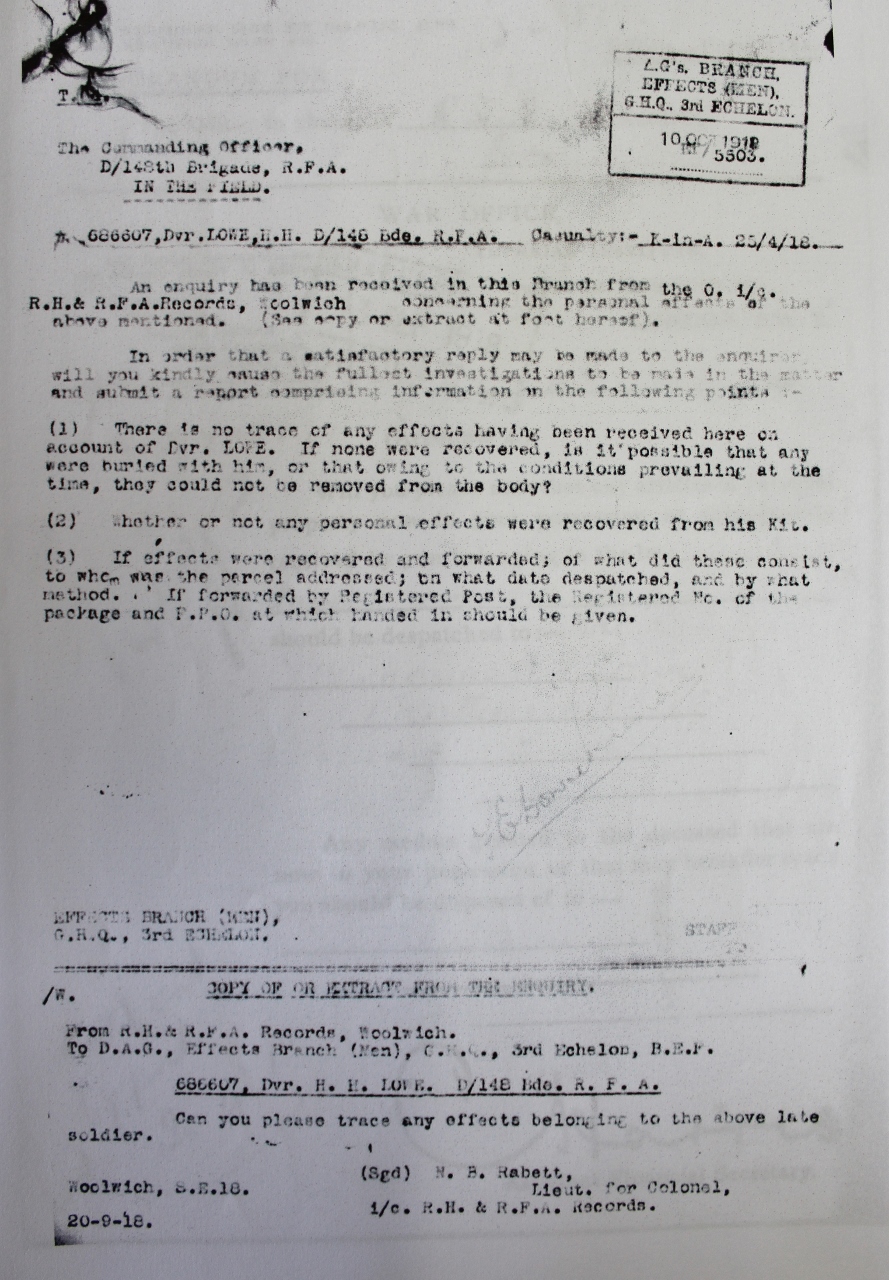 A.G's. BRANCH,
EFFECTS (MEN),
G.H.Q., 3rd ECHELON.
10 OCT 1918
5503.
The Commanding Officer,
D/148th Brigade, R.F.A.
IN THE FIELD.
686607, Dvr. LOWE, H.H. D/148 Bde. R.F.A. Casualty:- K-in-A. 25/4/18.
An enquiry has been received in this Branch from the O. i/c.
R.H.& R.F.A.Records, Woolwich concerning the personal effects of the
above mentioned. (See copy or extract at foot hereof).
In order that a satisfactory reply may be made to the enquirer
will you kindly cause the fullest investigations to be made in the matter
and submit a report comprising information on the following points :-
(1) There is no trace of any effects having been received here on
account of Dvr. LOWE. If none were recovered, is it possible that any
were buried with him, or that owing to the conditions prevailing at the
time, they could not be removed from the body?
(2) Whether or not any personal effects were recovered from his Kit.
(3) If effects were recovered and forwarded; of what did these consist,
to whom was the parcel addressed; on what date despatched, and by what
method. If forwarded by Registered Post, the Registered No. of the
package and F.P.O. at which handed in should be given.
EFFECTS BRANCH (MEN),
G.H.Q., 3rd ECHELON.
STAFF
/W.
COPY OF OR EXTRACT FROM THE ENQUIRY.
From R.H.& R.F.A. Records, Woolwich.
To D.A.G., Effects Branch (Men), G.H.Q., 3rd Echelon, B.E.F.
686607, Dvr. H. H. LOWE. D/148 Bde. R. F. A.
Can you please trace any effects belonging to the above late
soldier.
(Sgd) N. B. Rabett,
Woolwich, S.E.18. Lieut. for Colonel,
i/c. R.H. & R.F.A. Records.
20-9-18.